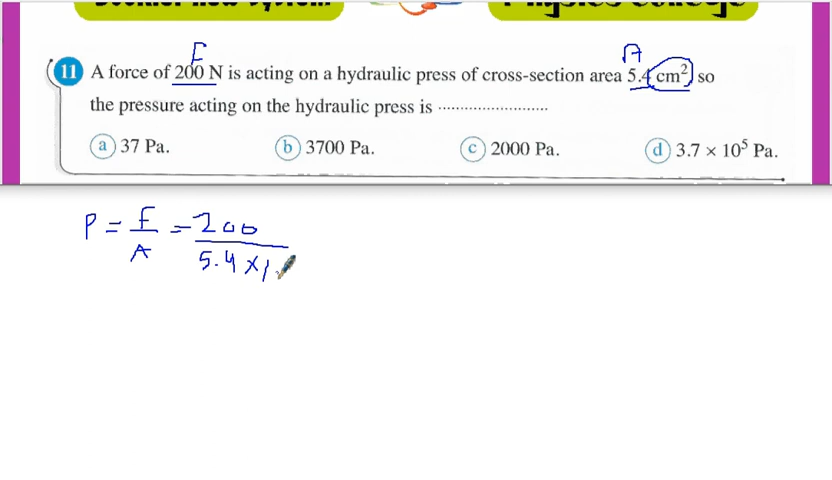 F A
11 A force of 200 N is acting on a hydraulic press of cross-section area 5.4 cm² so
the pressure acting on the hydraulic press is ........................
a 37 Pa. b 3700 Pa. c 2000 Pa. d 3.7 × 10⁵ Pa.
P = F/A = 200/5.4 × 1